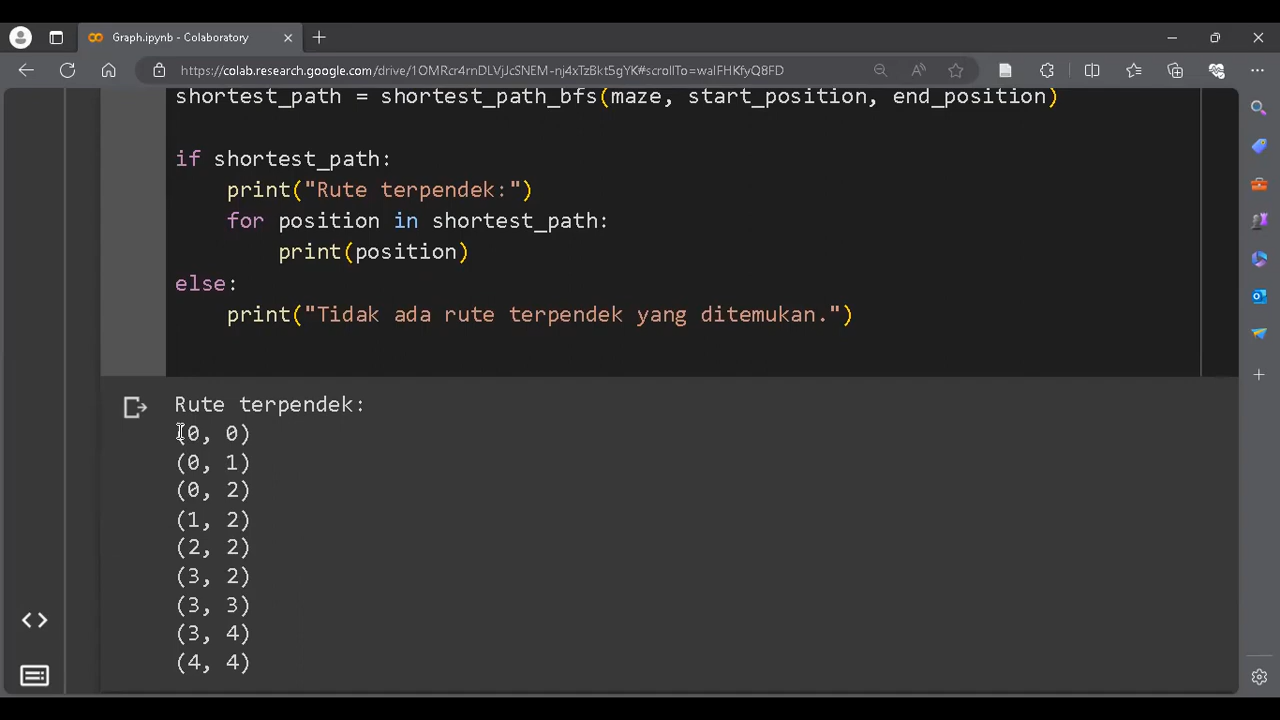 Graph.ipynb - Colaboratory
https://colab.research.google.com/drive/1OMRcr4rnDLVjJcSNEM-nj4xTzBkt5gYK#scrollTo=waIFHKfyQ8FD
shortest_path = shortest_path_bfs(maze, start_position, end_position)
if shortest_path:
    print("Rute terpendek:")
    for position in shortest_path:
        print(position)
else:
    print("Tidak ada rute terpendek yang ditemukan.")
Rute terpendek:
(0, 0)
(0, 1)
(0, 2)
(1, 2)
(2, 2)
(3, 2)
(3, 3)
(3, 4)
(4, 4)